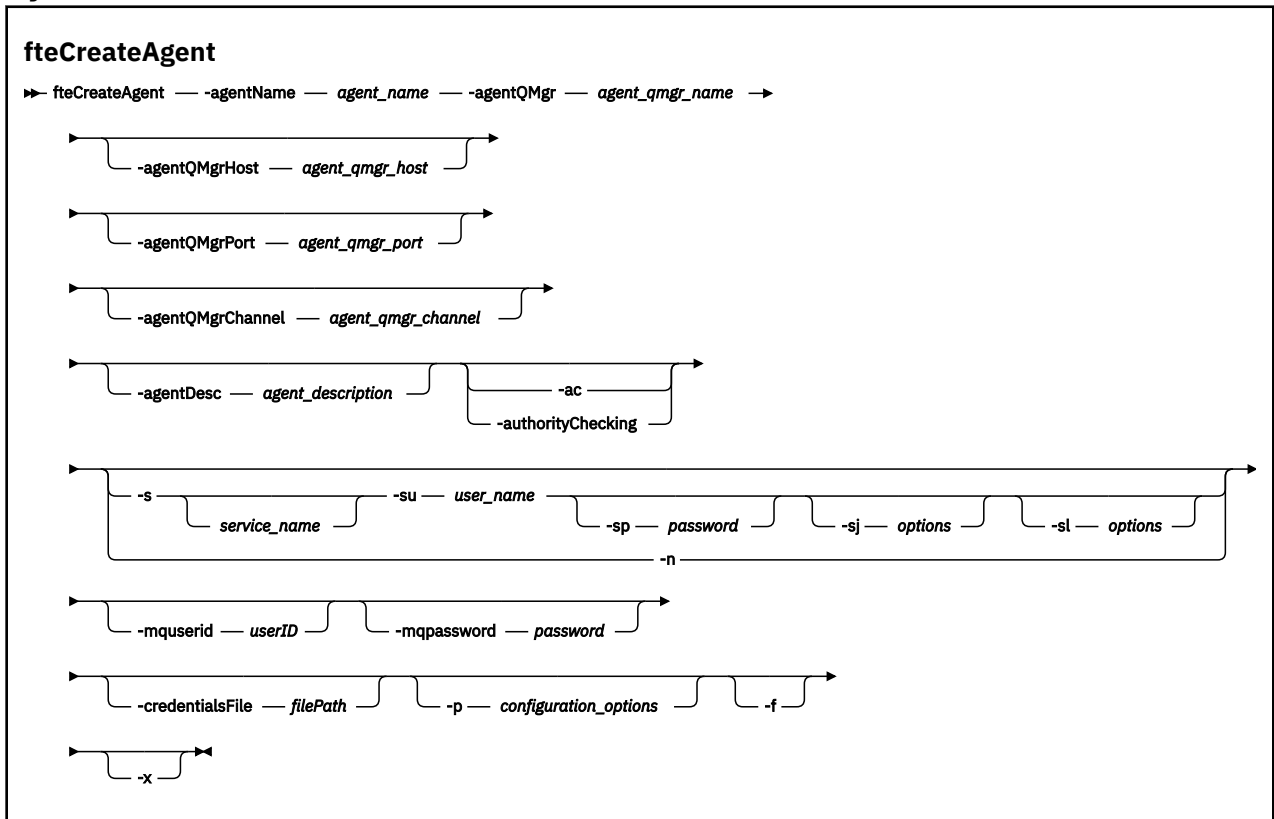 fteCreateAgent
fteCreateAgent -agentName agent_name -agentQMgr agent_qmgr_name
-agentQMgrHost agent_qmgr_host
-agentQMgrPort agent_qmgr_port
-agentQMgrChannel agent_qmgr_channel
-agentDesc agent_description -ac
-authorityChecking
-s service_name -su user_name -sp password -sj options -sl options
-n
-mquserid userID -mqpassword password
-credentialsFile filePath -p configuration_options -f
-x